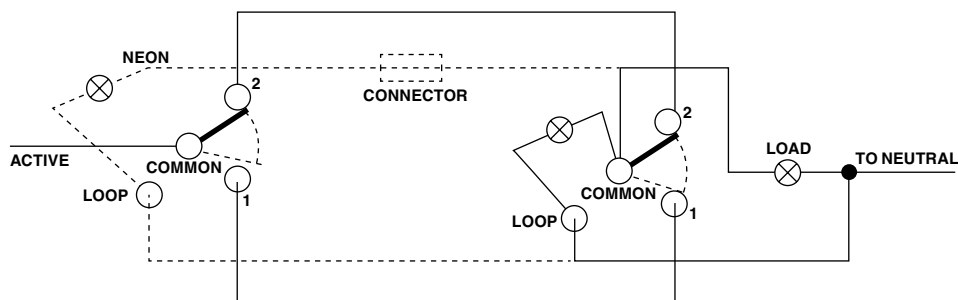 NEON
2
CONNECTOR
2
ACTIVE
COMMON
LOAD
TO NEUTRAL
LOOP
1
COMMON
LOOP
1